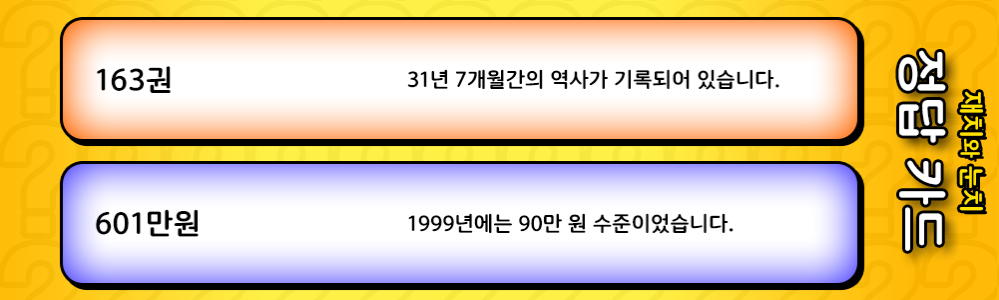 163권
31년 7개월간의 역사가 기록되어 있습니다.
601만원
1999년에는 90만 원 수준이었습니다.
재치와 눈치
정답 카드